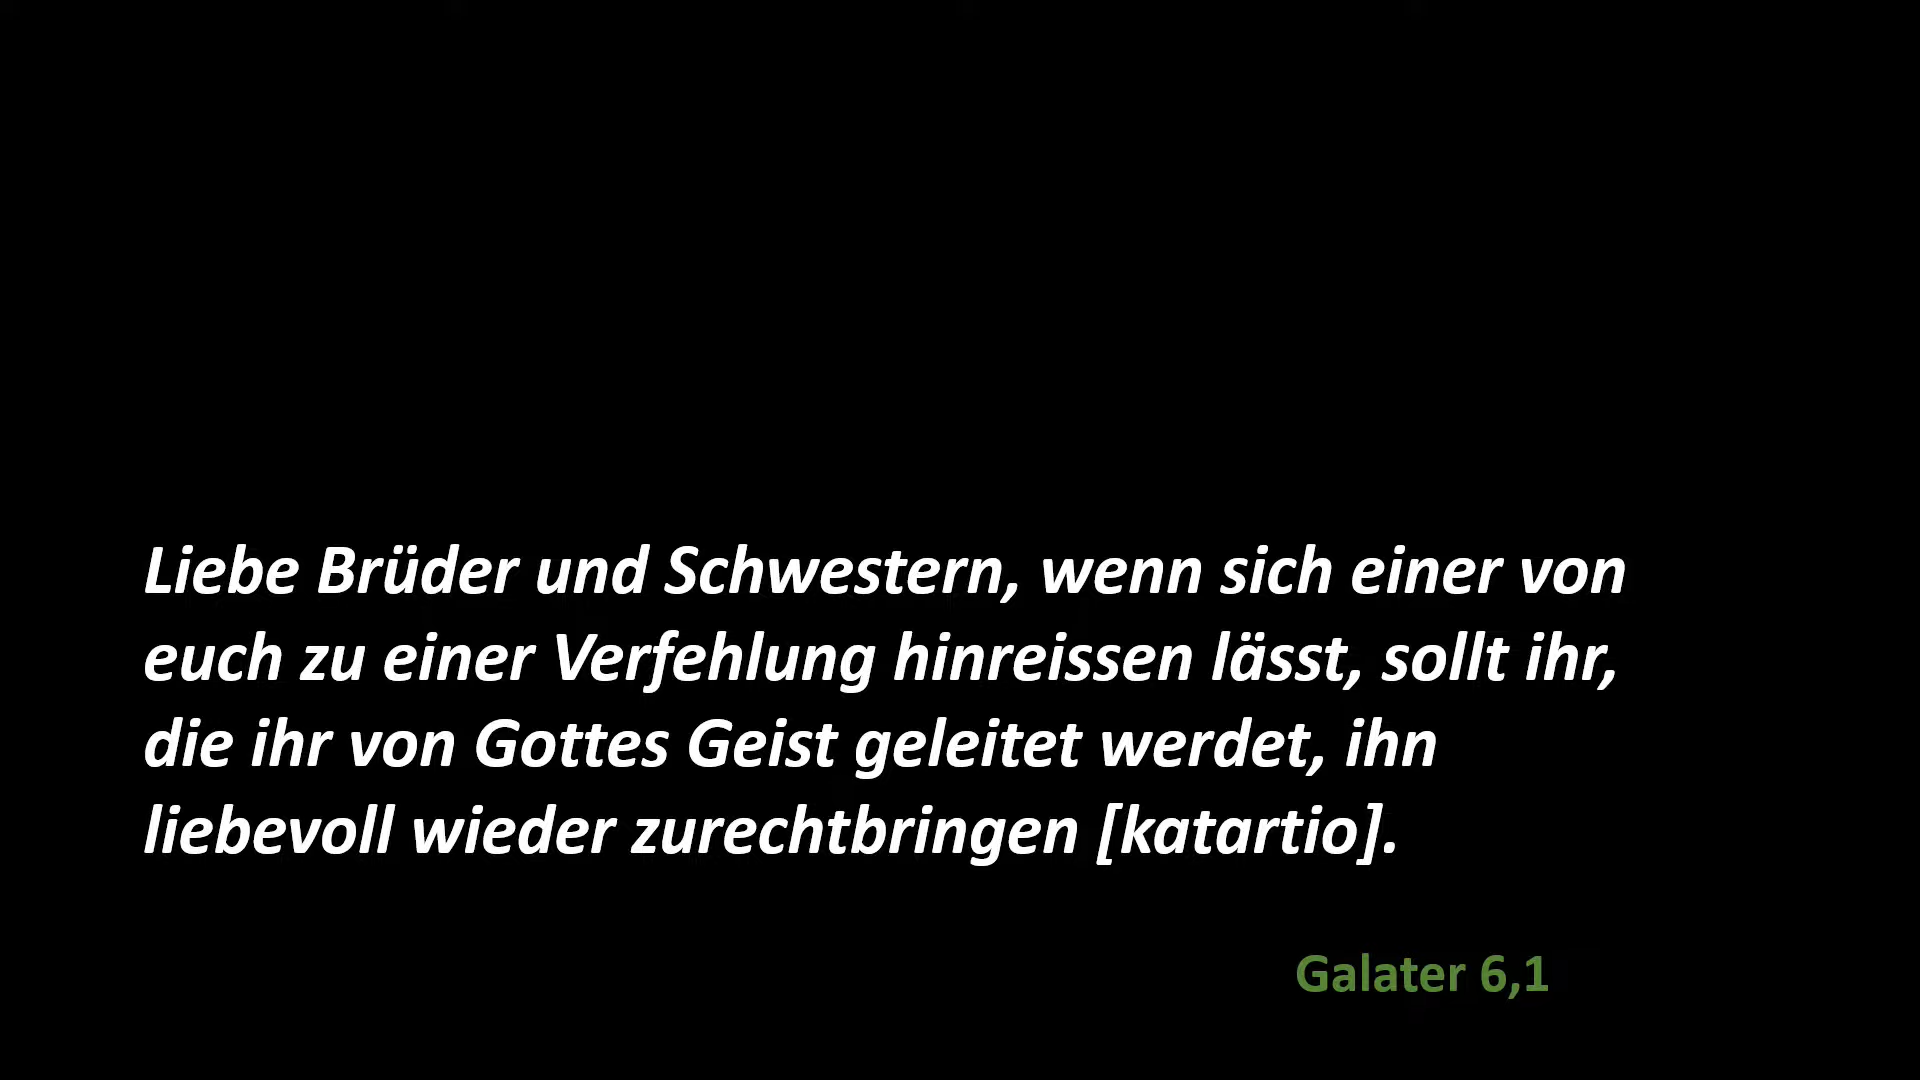 Liebe Brüder und Schwestern, wenn sich einer von
euch zu einer Verfehlung hinreissen lässt, sollt ihr,
die ihr von Gottes Geist geleitet werdet, ihn
liebevoll wieder zurechtbringen [katartio].
Galater 6,1